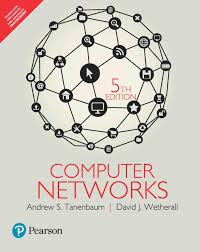 5TH
EDITION
COMPUTER
NETWORKS
Andrew S. Tanenbaum | David J. Wetherall
Pearson